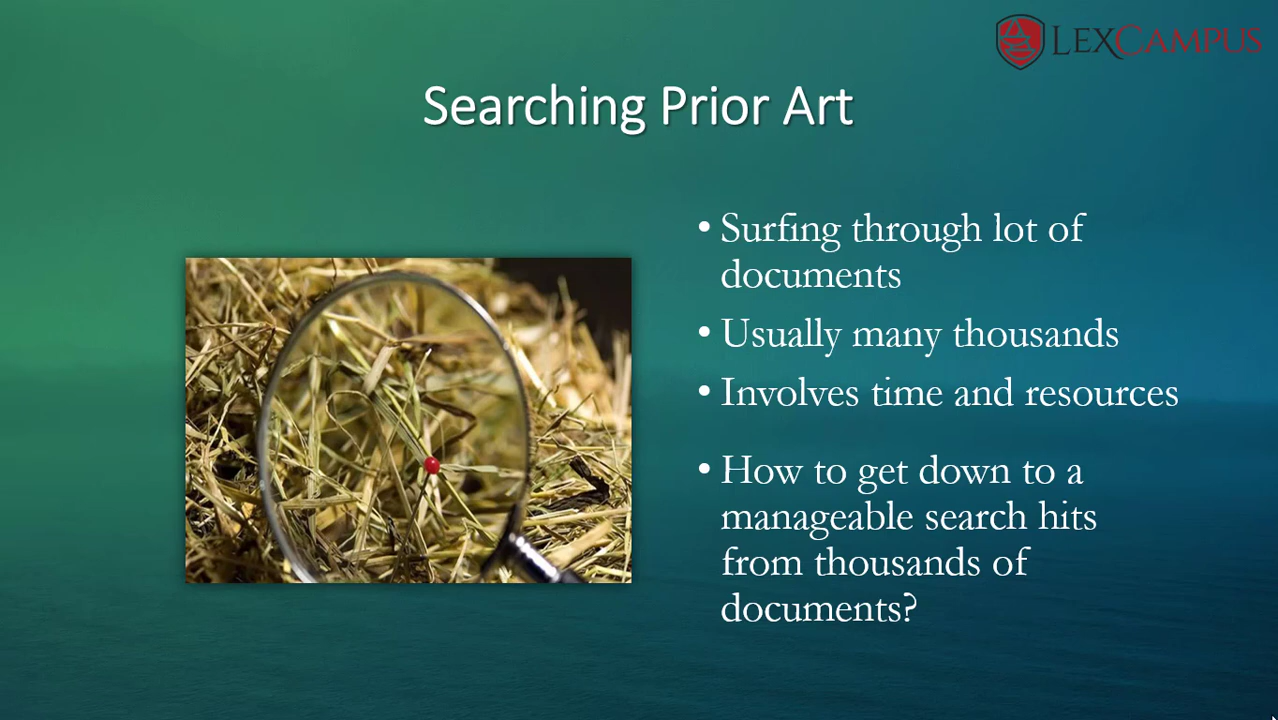 LEXCAMPUS
Searching Prior Art
• Surfing through lot of
documents
• Usually many thousands
• Involves time and resources
• How to get down to a
manageable search hits
from thousands of
documents?